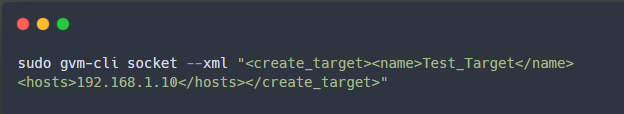 sudo gvm-cli socket --xml "<create_target><name>Test_Target</name>
<hosts>192.168.1.10</hosts></create_target>"